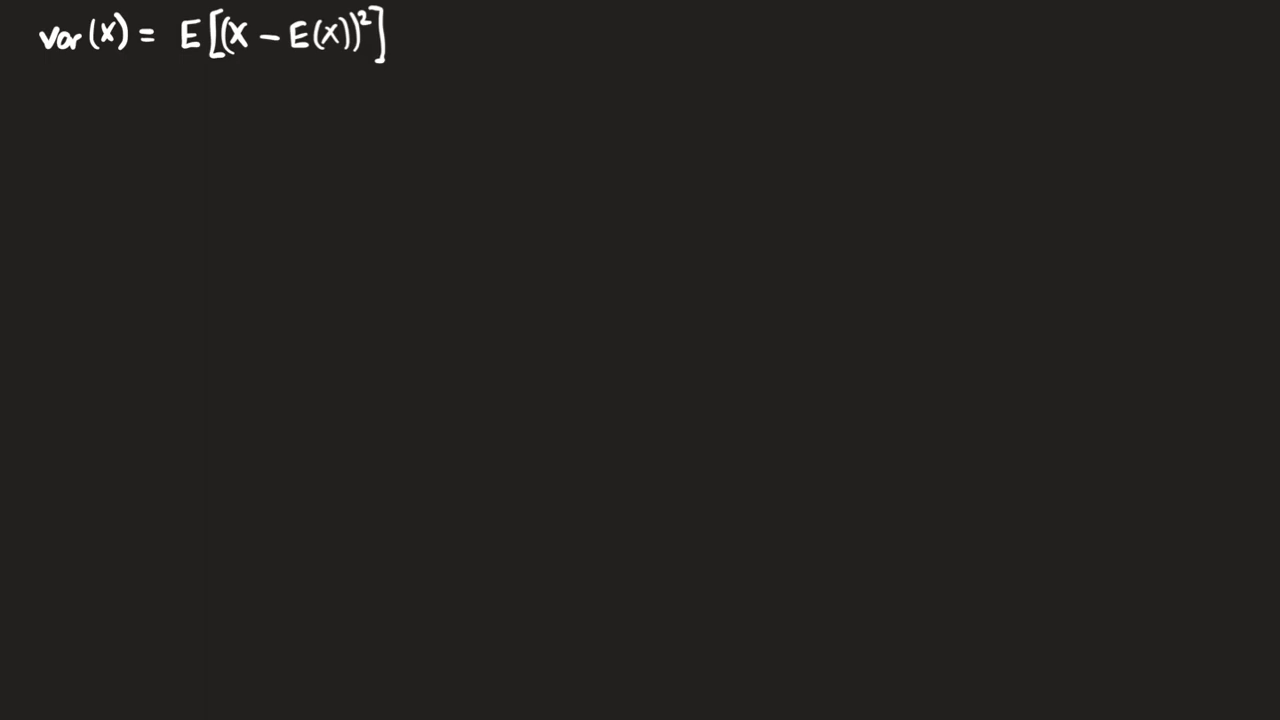 var(X) = E[(X − E(X))²]